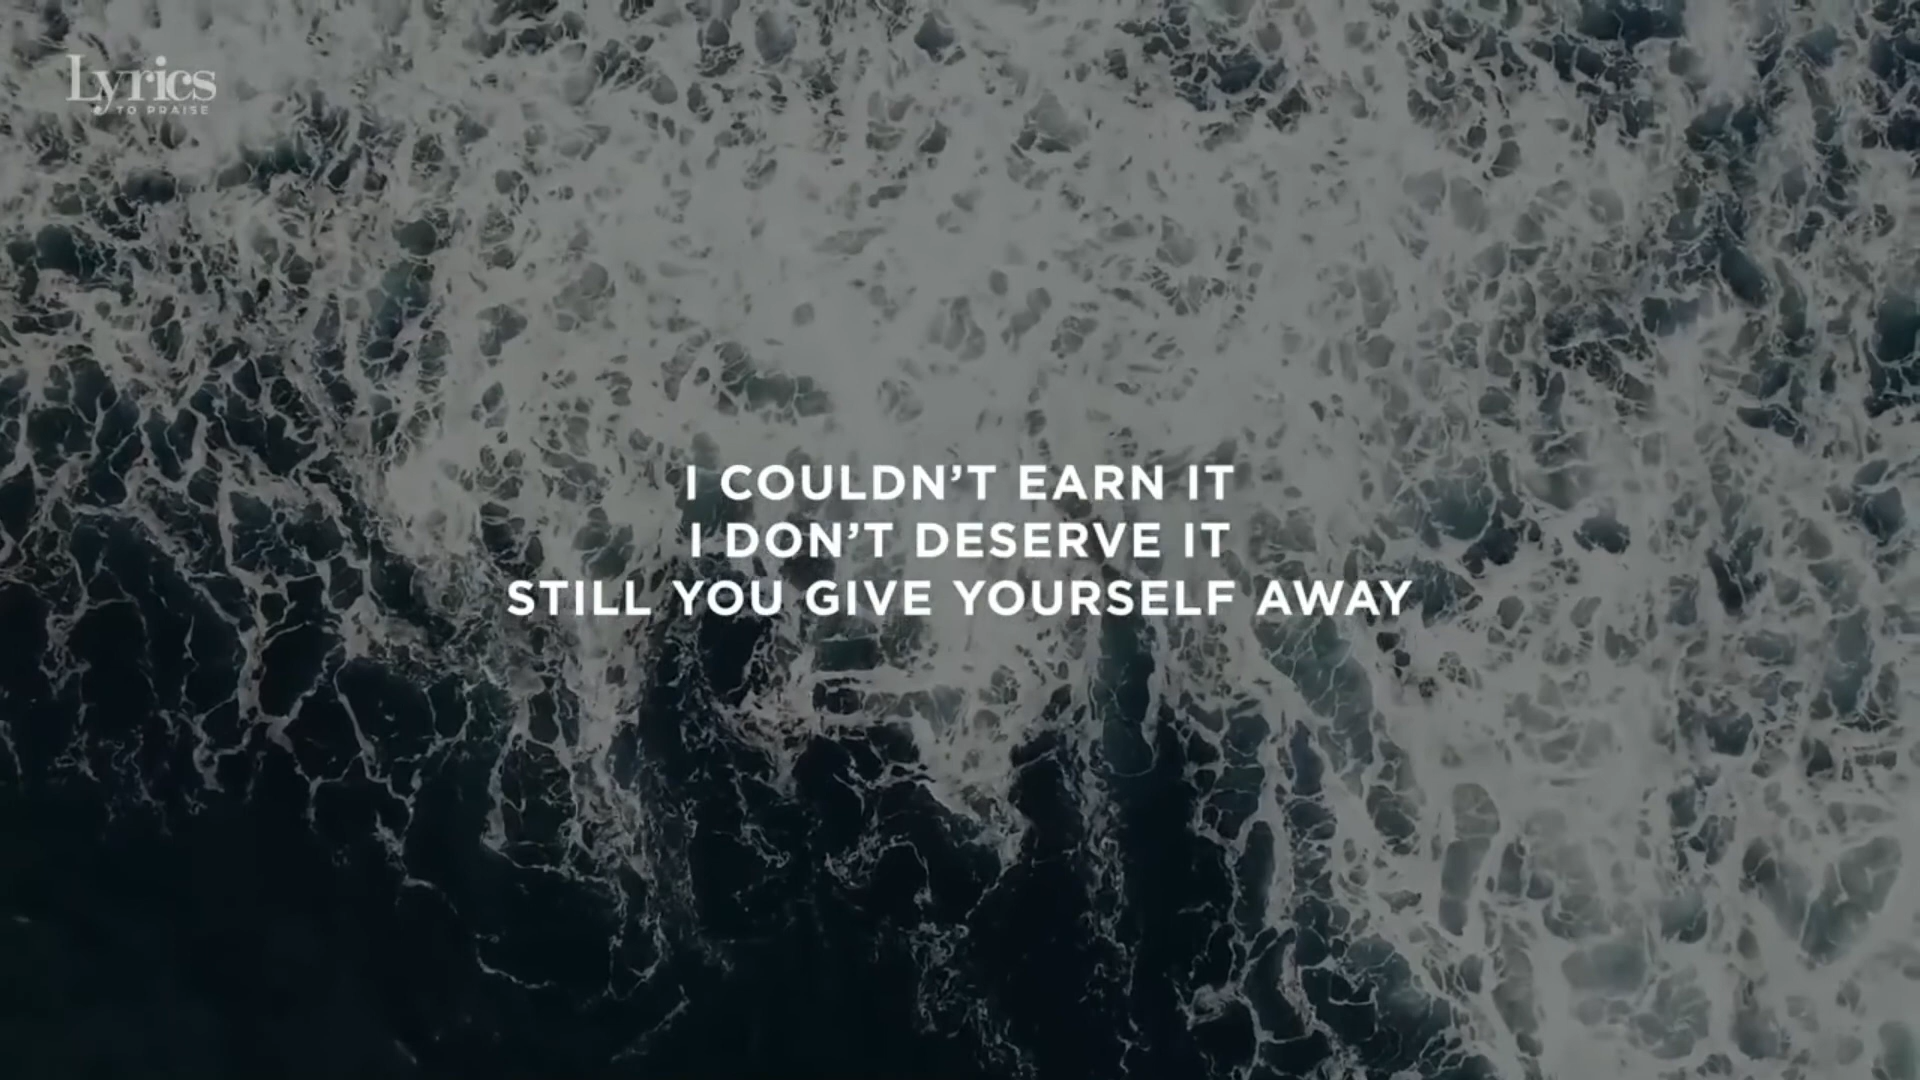 Lyrics
TO PRAISE
I COULDN’T EARN IT
I DON’T DESERVE IT
STILL YOU GIVE YOURSELF AWAY